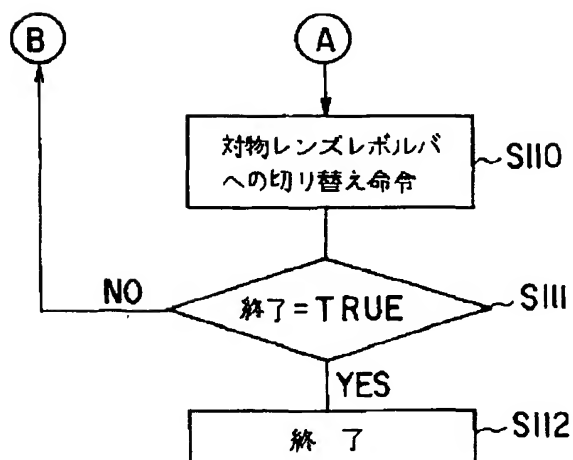 B
A
対物レンズレボルバ
への切り替え命令
S110
NO
終了=TRUE
S111
YES
終了
S112